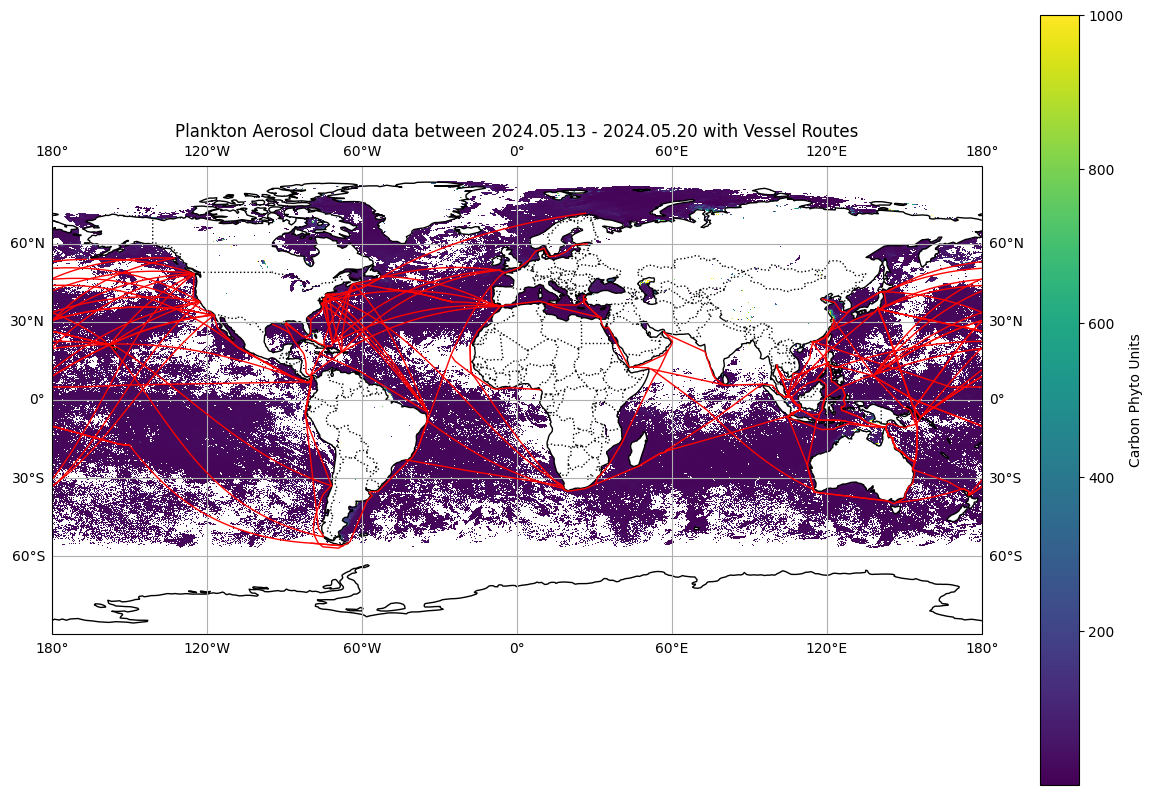 Plankton Aerosol Cloud data between 2024.05.13 - 2024.05.20 with Vessel Routes
180° 120°W 60°W 0° 60°E 120°E 180°
60°N 60°N
30°N 30°N
0° 0°
30°S 30°S
60°S 60°S
180° 120°W 60°W 0° 60°E 120°E 180°
1000
800
600
400
200
Carbon Phyto Units